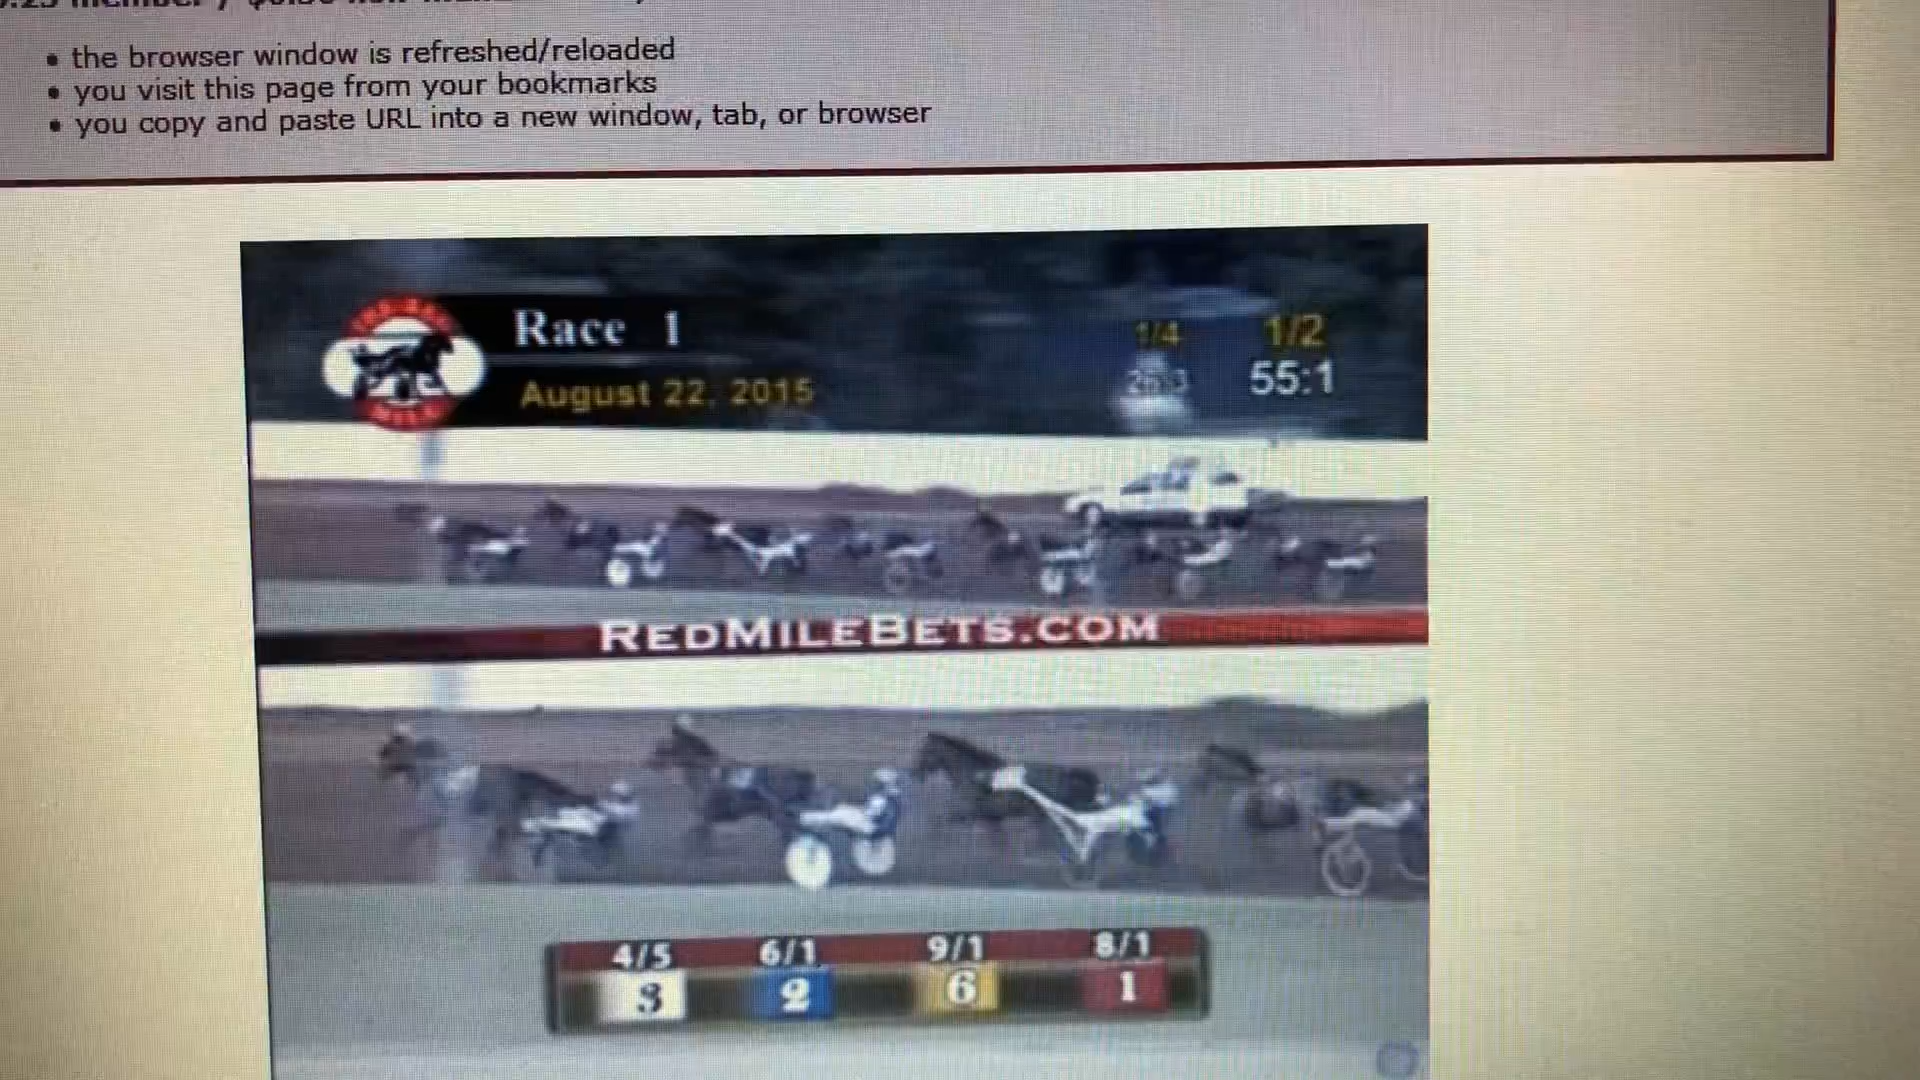 • the browser window is refreshed/reloaded
• you visit this page from your bookmarks
• you copy and paste URL into a new window, tab, or browser
Race 1
1/4 1/2
August 22, 2015
55:1
REDMILEBETS.COM
4/5 6/1 9/1 8/1
3 2 6 1